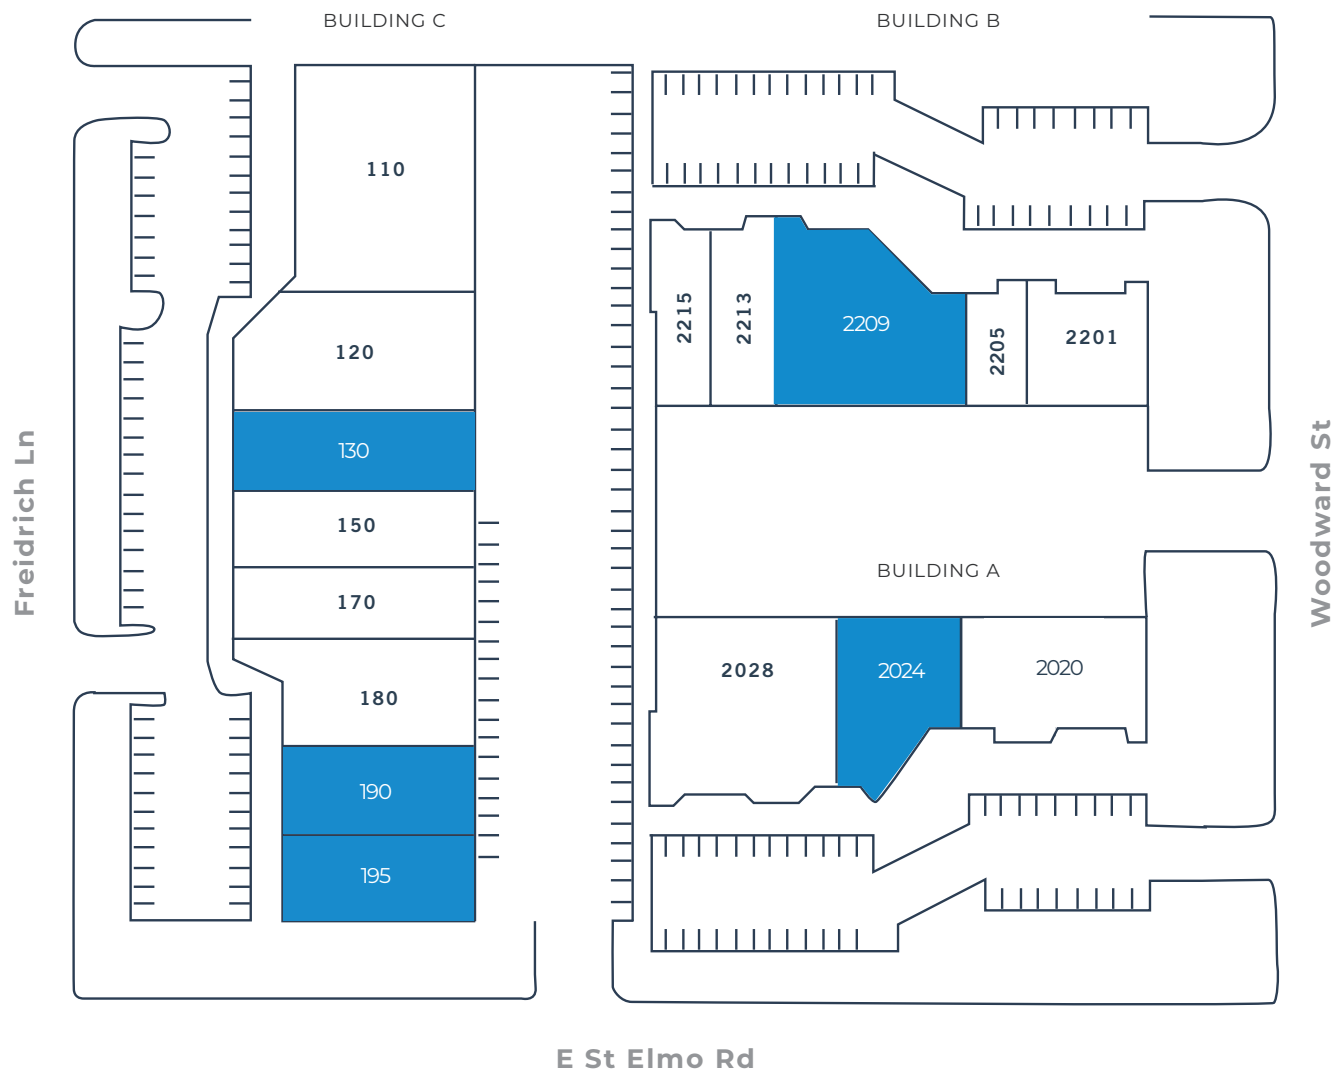 BUILDING C
BUILDING B
110
120
130
150
170
180
190
195
2215
2213
2209
2205
2201
BUILDING A
2028
2024
2020
Freidrich Ln
Woodward St
E St Elmo Rd